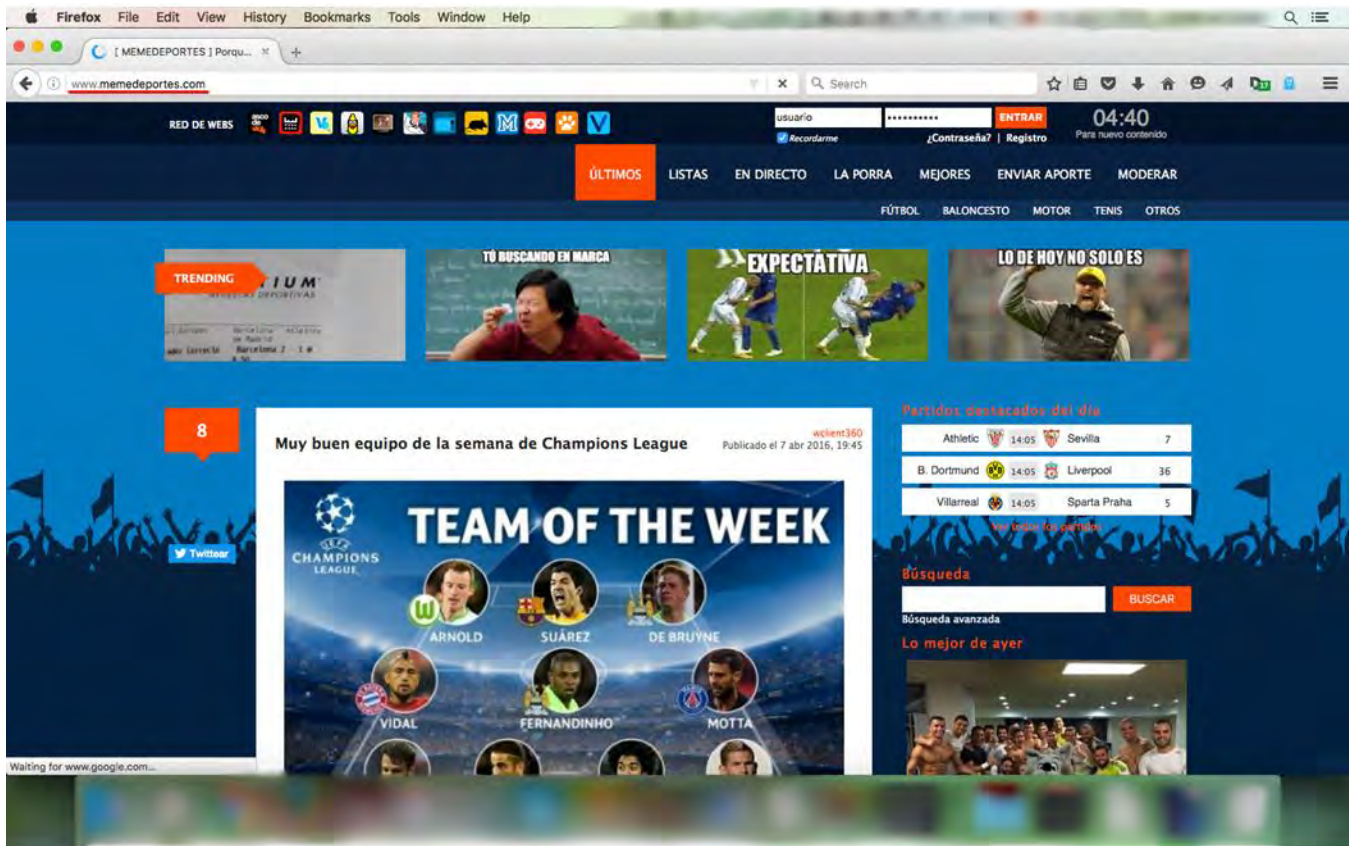 Firefox File Edit View History Bookmarks Tools Window Help
[ MEMEDEPORTES ] Porqu...
www.memedeportes.com
Search
RED DE WEBS
usuario
ENTRAR
04:40
Recordarme
¿Contraseña? | Registro
Para nuevo contenido
ÚLTIMOS LISTAS EN DIRECTO LA PORRA MEJORES ENVIAR APORTE MODERAR
FÚTBOL BALONCESTO MOTOR TENIS OTROS
TRENDING
TÚ BUSCANDO EN MARCA
EXPECTATIVA
LO DE HOY NO SOLO ES
8
Muy buen equipo de la semana de Champions League
wclient360
Publicado el 7 abr 2016, 19:45
Twittear
UEFA
CHAMPIONS
LEAGUE
TEAM OF THE WEEK
ARNOLD SUÁREZ DE BRUYNE
VIDAL FERNANDINHO MOTTA
Partidos destacados del día
Athletic 14:05 Sevilla 7
B. Dortmund 14:05 Liverpool 36
Villarreal 14:05 Sparta Praha 5
Ver todos los partidos
Búsqueda
BUSCAR
Búsqueda avanzada
Lo mejor de ayer
Waiting for www.google.com...